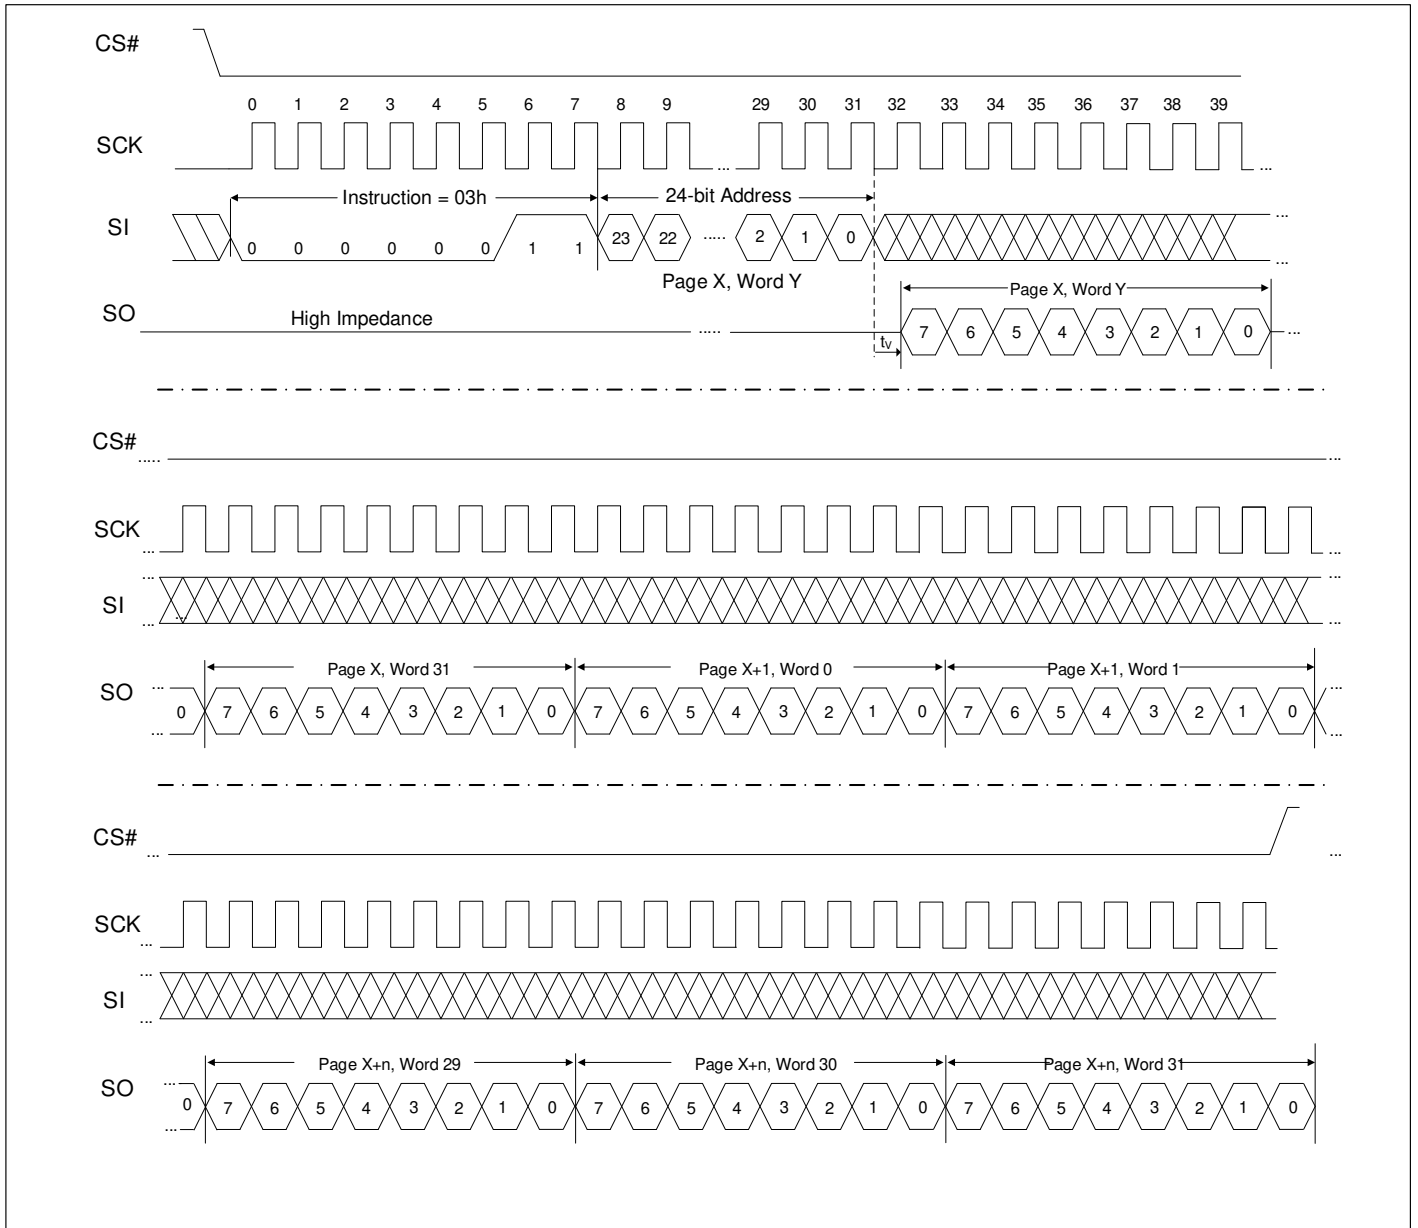 CS#
0 1 2 3 4 5 6 7 8 9 29 30 31 32 33 34 35 36 37 38 39
SCK
... ...
Instruction = 03h 24-bit Address
SI
0 0 0 0 0 0 1 1 23 22 ..... 2 1 0 ...
...
Page X, Word Y
Page X, Word Y
SO
High Impedance ..... 7 6 5 4 3 2 1 0 ...
tv
CS#
..... ...
SCK
... ...
... ...
SI
... ... ...
Page X, Word 31 Page X+1, Word 0 Page X+1, Word 1
SO ... ...
0 7 6 5 4 3 2 1 0 7 6 5 4 3 2 1 0 7 6 5 4 3 2 1 0
... ...
CS#
... ...
SCK
...
...
SI
...
Page X+n, Word 29 Page X+n, Word 30 Page X+n, Word 31
SO ...
0 7 6 5 4 3 2 1 0 7 6 5 4 3 2 1 0 7 6 5 4 3 2 1 0
...